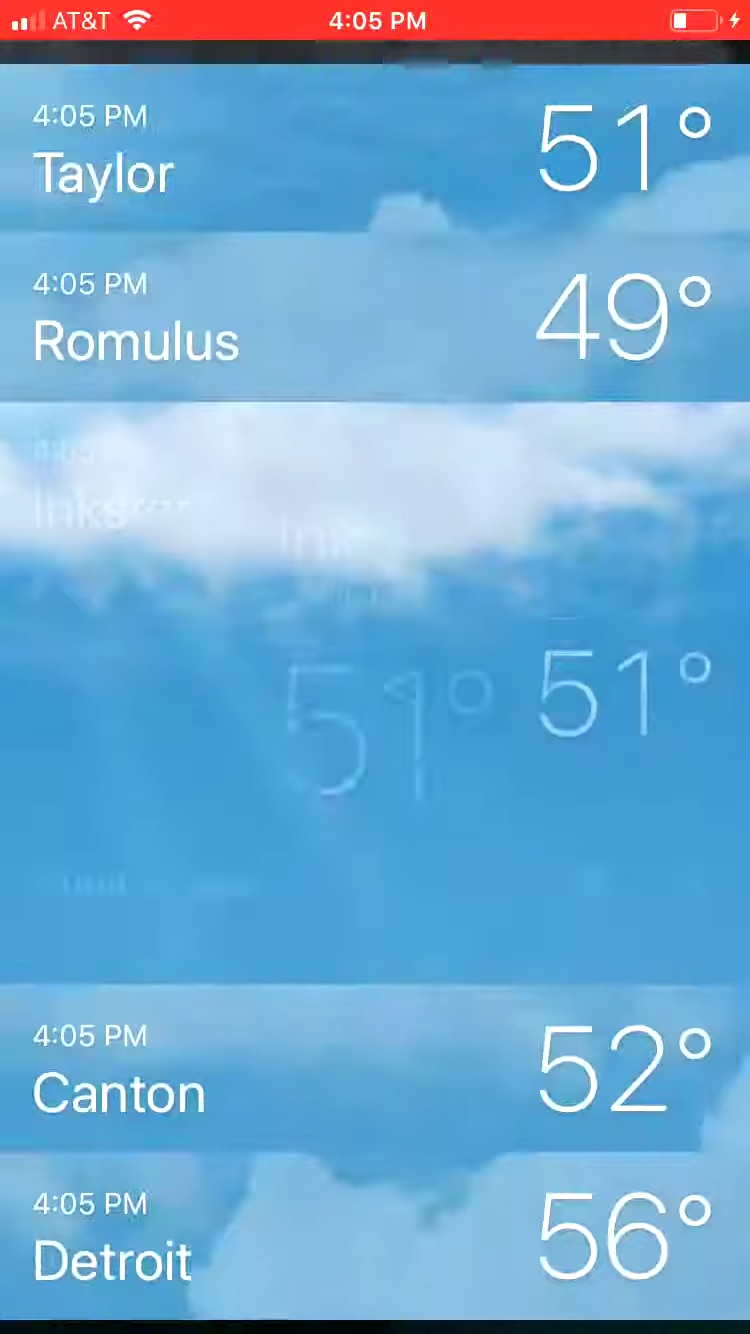 AT&T 4:05 PM
4:05 PM
Taylor 51°
4:05 PM
Romulus 49°
51° 51°
4:05 PM
Canton 52°
4:05 PM
Detroit 56°